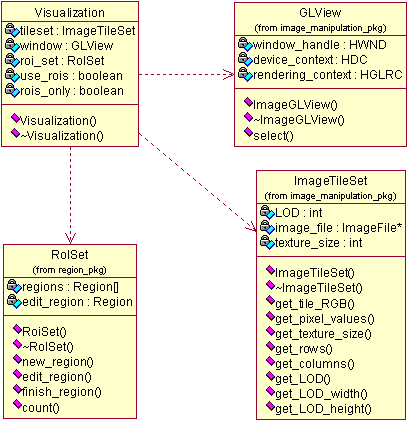 Visualization
tileset : ImageTileSet
window : GLView
roi_set : RoISet
use_rois : boolean
rois_only : boolean
Visualization()
~Visualization()
GLView
(from image_manipulation_pkg)
window_handle : HWND
device_context : HDC
rendering_context : HGLRC
ImageGLView()
~ImageGLView()
select()
ImageTileSet
(from image_manipulation_pkg)
LOD : int
image_file : ImageFile*
texture_size : int
ImageTileSet()
~ImageTileSet()
get_tile_RGB()
get_pixel_values()
get_texture_size()
get_rows()
get_columns()
get_LOD()
get_LOD_width()
get_LOD_height()
RoISet
(from region_pkg)
regions : Region[]
edit_region : Region
RoiSet()
~RoISet()
new_region()
edit_region()
finish_region()
count()